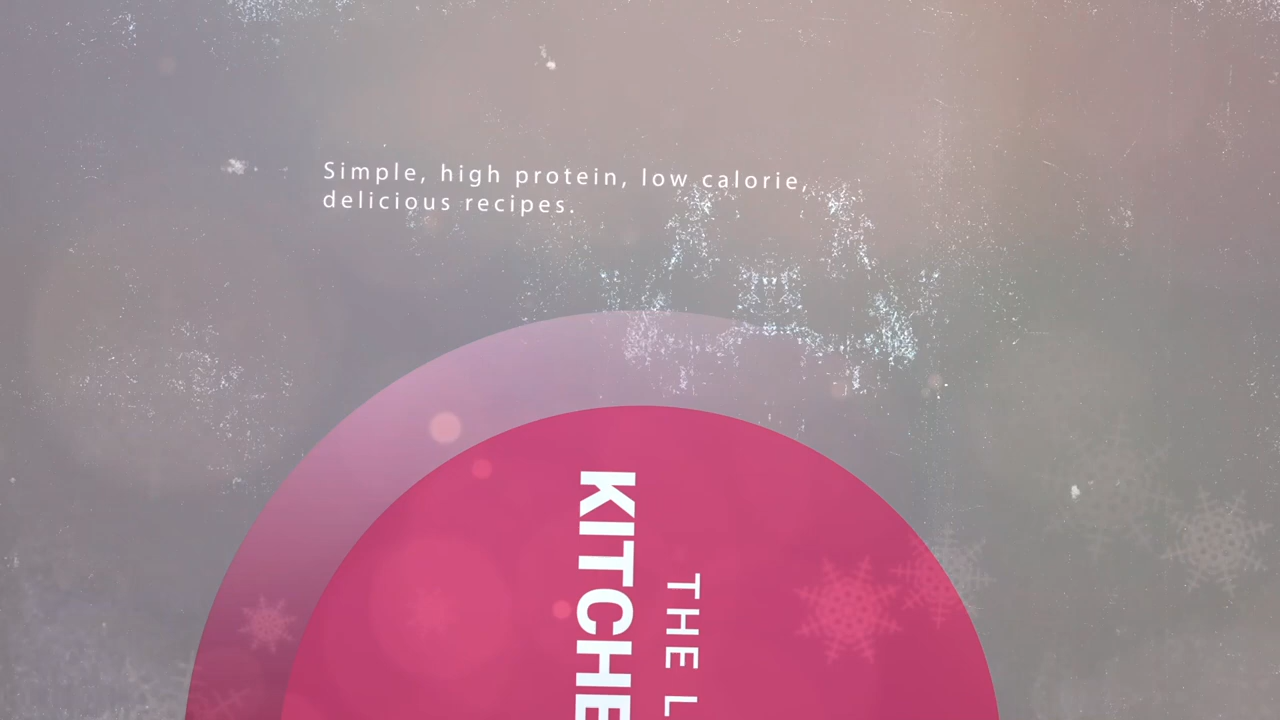 Simple, high protein, low calorie,
delicious recipes.
THE L
KITCHE